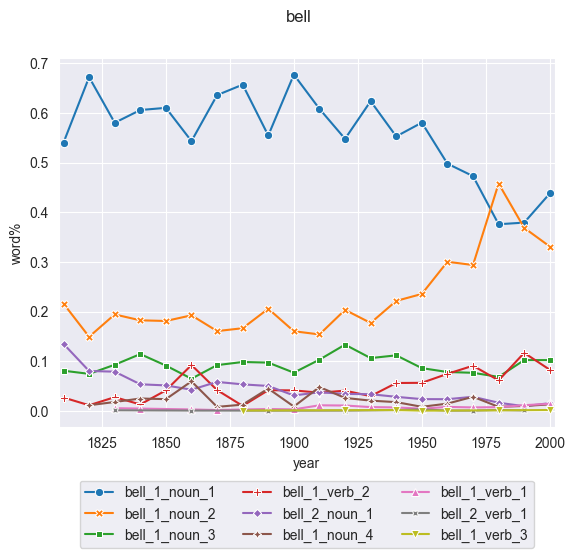 bell
0.7
0.6
0.5
0.4
0.3
0.2
0.1
0.0
word%
1825 1850 1875 1900 1925 1950 1975 2000
year
bell_1_noun_1 bell_1_verb_2 bell_1_verb_1
bell_1_noun_2 bell_2_noun_1 bell_2_verb_1
bell_1_noun_3 bell_1_noun_4 bell_1_verb_3